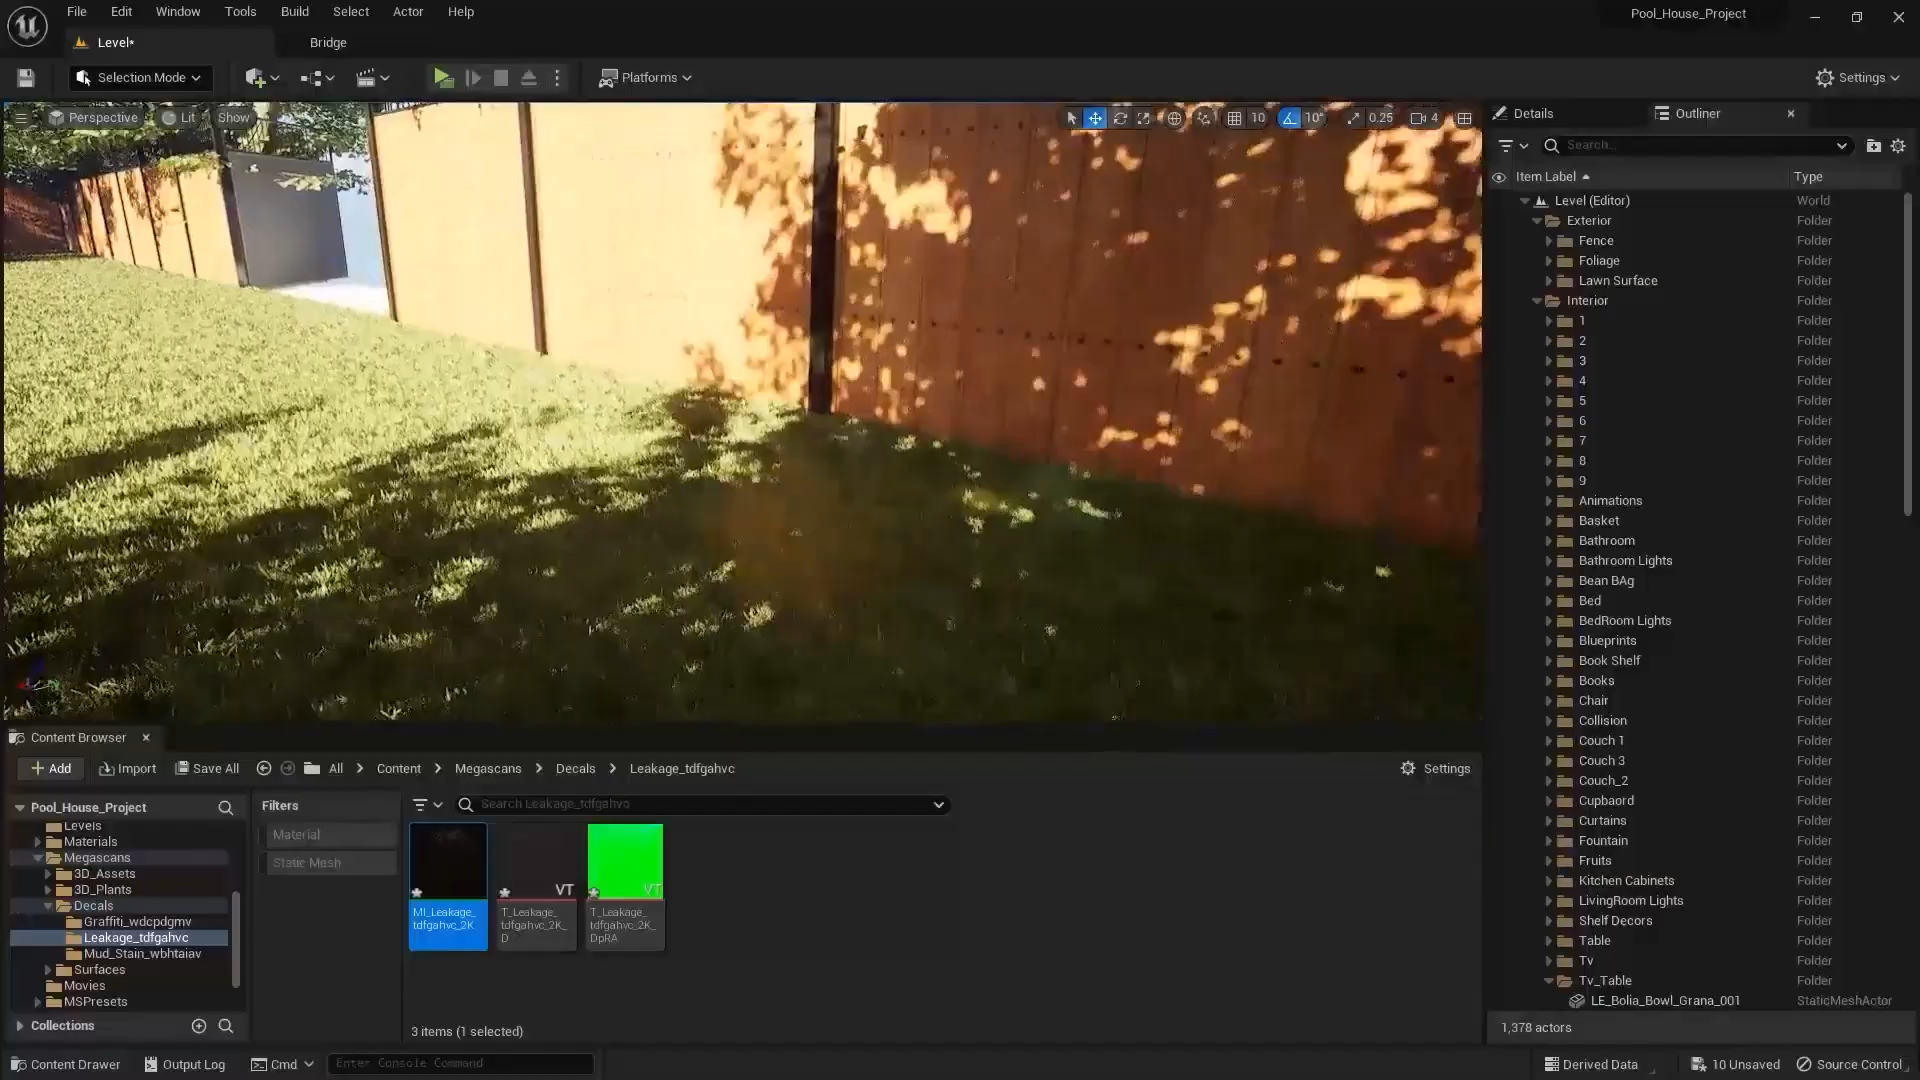 File Edit Window Tools Build Select Actor Help
Pool_House_Project
Level*
Bridge
Selection Mode
Platforms
Settings
Perspective
Lit
Show
10
10°
0.25
4
Details
Outliner
Search...
Item Label
Type
Level (Editor) World
Exterior Folder
Fence Folder
Foliage Folder
Lawn Surface Folder
Interior Folder
1 Folder
2 Folder
3 Folder
4 Folder
5 Folder
6 Folder
7 Folder
8 Folder
9 Folder
Animations Folder
Basket Folder
Bathroom Folder
Bathroom Lights Folder
Bean BAg Folder
Bed Folder
BedRoom Lights Folder
Blueprints Folder
Book Shelf Folder
Books Folder
Chair Folder
Collision Folder
Couch 1 Folder
Couch 3 Folder
Couch_2 Folder
Cupbaord Folder
Curtains Folder
Fountain Folder
Fruits Folder
Kitchen Cabinets Folder
LivingRoom Lights Folder
Shelf Decors Folder
Table Folder
Tv Folder
Tv_Table Folder
LE_Bolia_Bowl_Grana_001 StaticMeshActor
1,378 actors
Content Browser
Add
Import
Save All
All
Content
Megascans
Decals
Leakage_tdfgahvc
Settings
Pool_House_Project
Levels
Materials
Megascans
3D_Assets
3D_Plants
Decals
Graffiti_wdcpdgmv
Leakage_tdfgahvc
Mud_Stain_wbhtaiav
Surfaces
Movies
MSPresets
Collections
Filters
Material
Static Mesh
Search Leakage_tdfgahvc
VT
VT
MI_Leakage_
tdfgahvc_2K
T_Leakage_
tdfgahvc_2K_
D
T_Leakage_
tdfgahvc_2K_
DpRA
3 items (1 selected)
Content Drawer
Output Log
Cmd
Enter Console Command
Derived Data
10 Unsaved
Source Control